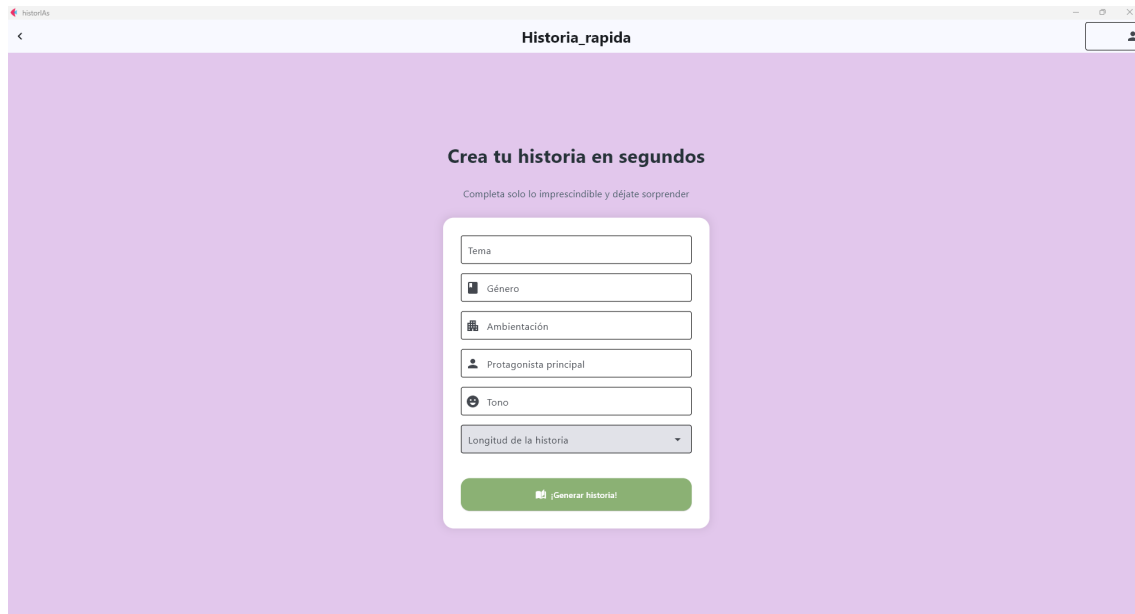 historIAs
Historia_rapida
Crea tu historia en segundos
Completa solo lo imprescindible y déjate sorprender
Tema
Género
Ambientación
Protagonista principal
Tono
Longitud de la historia
¡Generar historia!